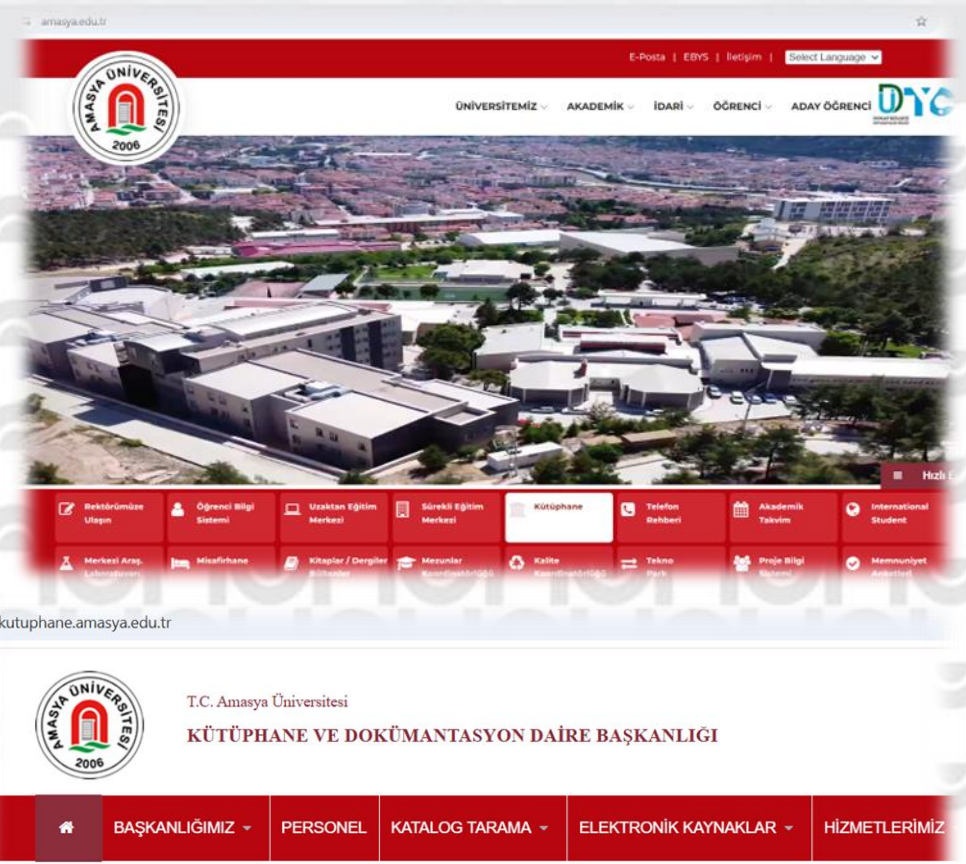 amasya.edu.tr
E-Posta | EBYS | İletişim | Select Language
AMASYA ÜNİVERSİTESİ
2006
ÜNİVERSİTEMİZ AKADEMİK İDARİ ÖĞRENCİ ADAY ÖĞRENCİ
Hızlı
Rektörümüze Ulaşın
Öğrenci Bilgi Sistemi
Uzaktan Eğitim Merkezi
Sürekli Eğitim Merkezi
Kütüphane
Telefon Rehberi
Akademik Takvim
International Student
Merkezi Araş. Laboratuvarı
Misafirhane
Kitaplar / Dergiler Bültenler
Mezunlar Koordinatörlüğü
Kalite Koordinatörlüğü
Tekno Park
Proje Bilgi Sistemi
Memnuniyet Anketleri
kutuphane.amasya.edu.tr
AMASYA ÜNİVERSİTESİ
2006
T.C. Amasya Üniversitesi
KÜTÜPHANE VE DOKÜMANTASYON DAİRE BAŞKANLIĞI
BAŞKANLIĞIMIZ PERSONEL KATALOG TARAMA ELEKTRONİK KAYNAKLAR HİZMETLERİMİZ